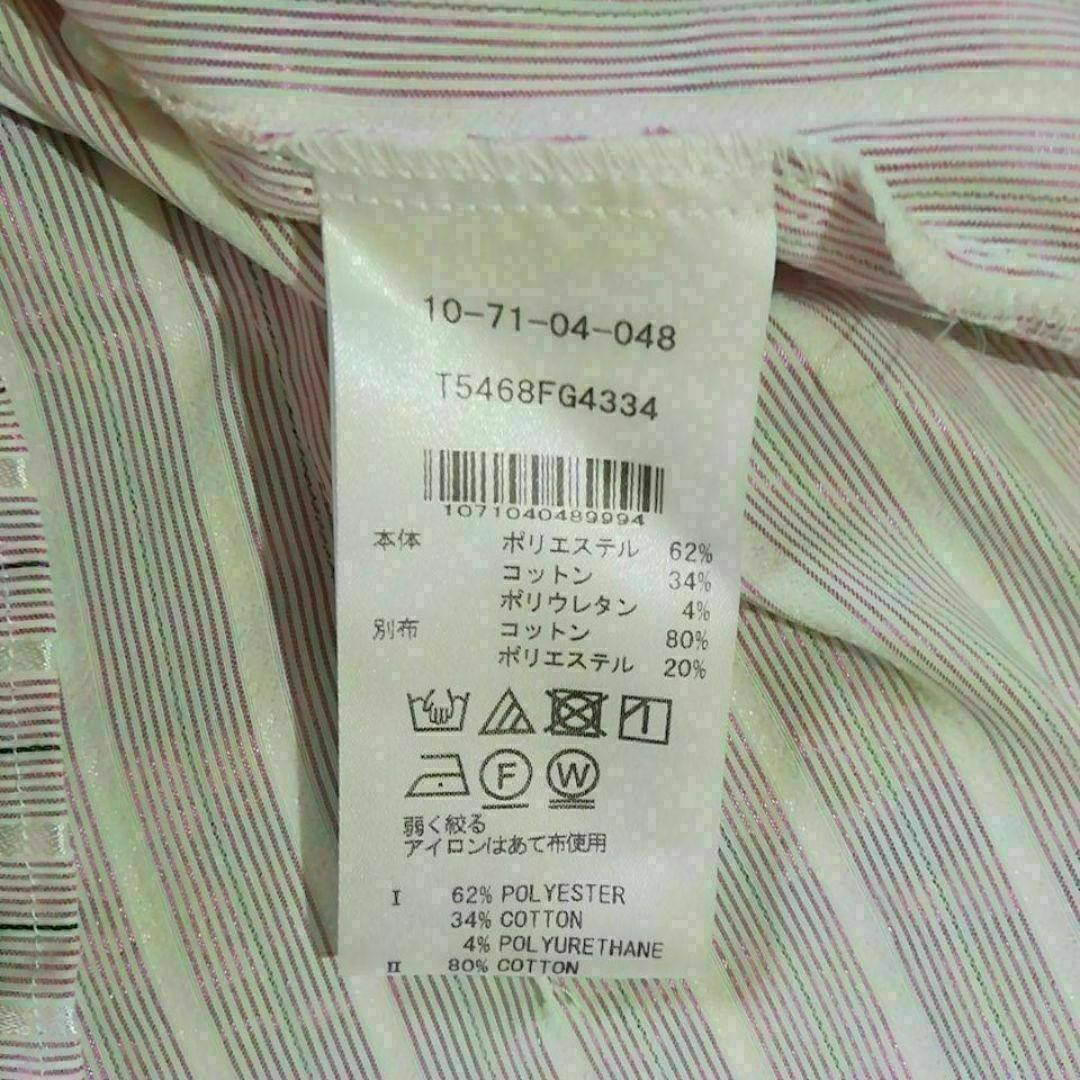 10-71-04-048
T5468FG4334
1071040489994
本体 ポリエステル 62%
コットン 34%
ポリウレタン 4%
別布 コットン 80%
ポリエステル 20%
F W
弱く絞る
アイロンはあて布使用
I 62% POLYESTER
34% COTTON
4% POLYURETHANE
II 80% COTTON